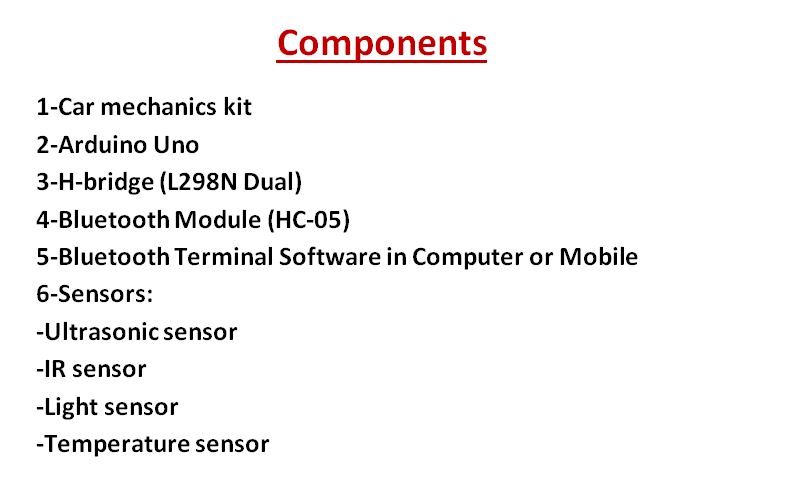 Components
1-Car mechanics kit
2-Arduino Uno
3-H-bridge (L298N Dual)
4-Bluetooth Module (HC-05)
5-Bluetooth Terminal Software in Computer or Mobile
6-Sensors:
-Ultrasonic sensor
-IR sensor
-Light sensor
-Temperature sensor